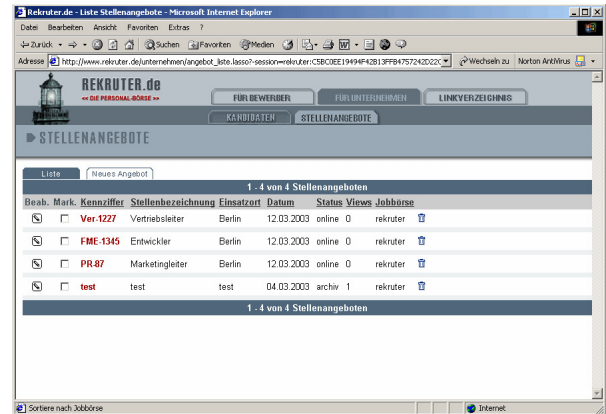 Rekruter.de - Liste Stellenangebote - Microsoft Internet Explorer
Datei Bearbeiten Ansicht Favoriten Extras ?
Zurück Suchen Favoriten Medien
Adresse http://www.rekruter.de/unternehmen/angebot_liste.lasso?-session=rekruter:C5BC0EE19494F42B13FFB4757242D22C Wechseln zu Norton AntiVirus
REKRUTER.de
<< DIE PERSONAL-BÖRSE >>
FÜR BEWERBER FÜR UNTERNEHMEN LINKVERZEICHNIS
KANDIDATEN STELLENANGEBOTE
STELLENANGEBOTE
Liste Neues Angebot
1 - 4 von 4 Stellenangeboten
Beab. Mark. Kennziffer Stellenbezeichnung Einsatzort Datum Status Views Jobbörse
Ver-1227 Vertriebsleiter Berlin 12.03.2003 online 0 rekruter
FME-1345 Entwickler Berlin 12.03.2003 online 0 rekruter
PR-87 Marketingleiter Berlin 12.03.2003 online 0 rekruter
test test test 04.03.2003 archiv 1 rekruter
1 - 4 von 4 Stellenangeboten
Sortiere nach Jobbörse Internet